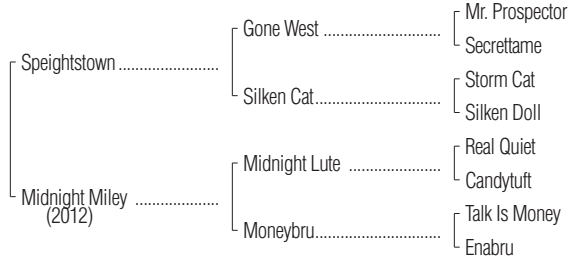 Mr. Prospector
Gone West ........................
Secrettame
Speightstown ....................
Storm Cat
Silken Cat.........................
Silken Doll
Real Quiet
Midnight Lute ...................
Candytuft
Midnight Miley .................
(2012)
Talk Is Money
Moneybru.........................
Enabru